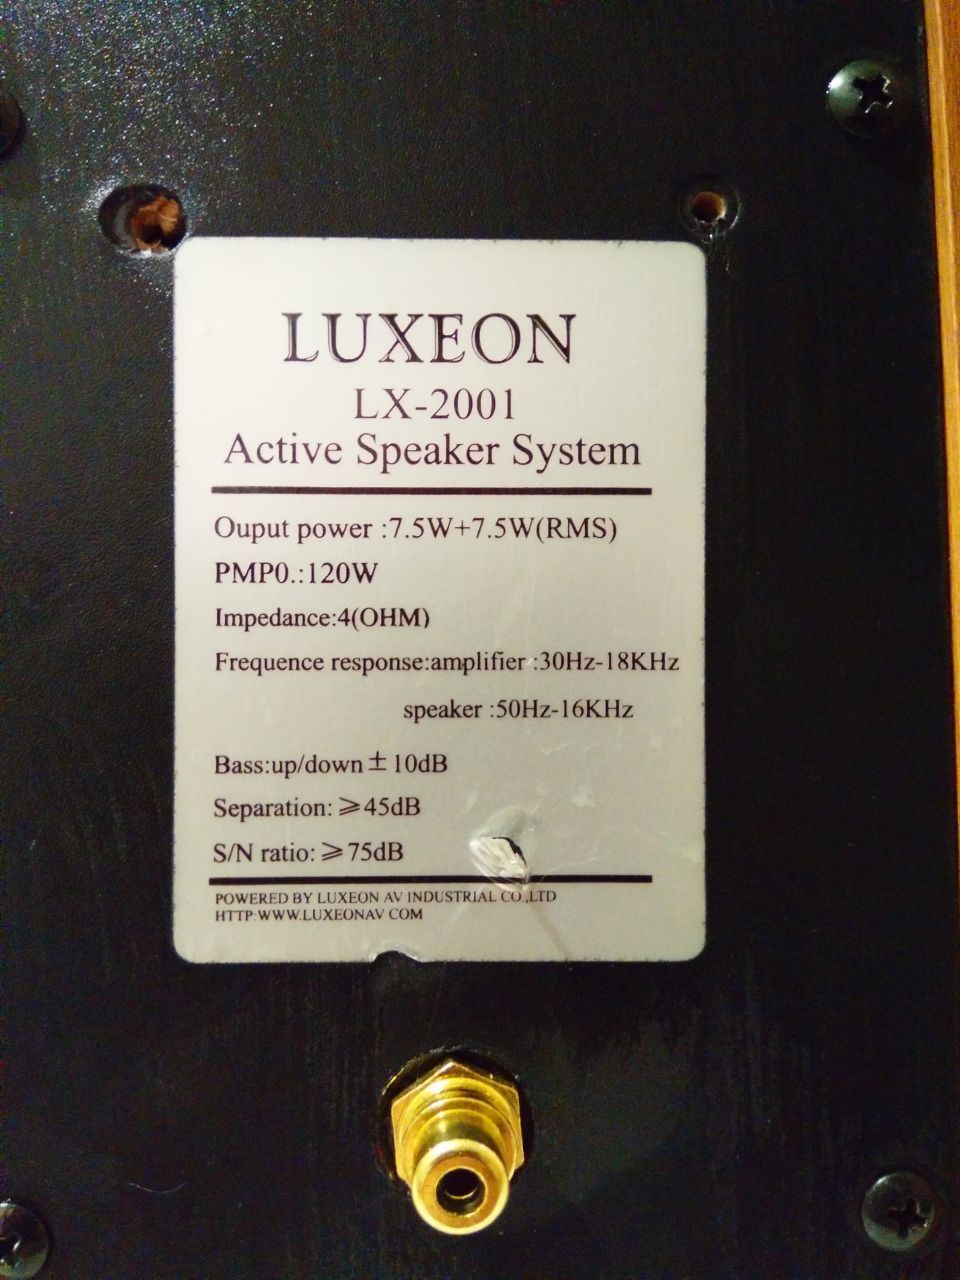 LUXEON
LX-2001
Active Speaker System
Ouput power :7.5W+7.5W(RMS)
PMP0.:120W
Impedance:4(OHM)
Frequence response:amplifier :30Hz-18KHz
speaker :50Hz-16KHz
Bass:up/down ± 10dB
Separation: ⩾45dB
S/N ratio: ⩾75dB
POWERED BY LUXEON AV INDUSTRIAL CO.,LTD
HTTP:WWW.LUXEONAV COM